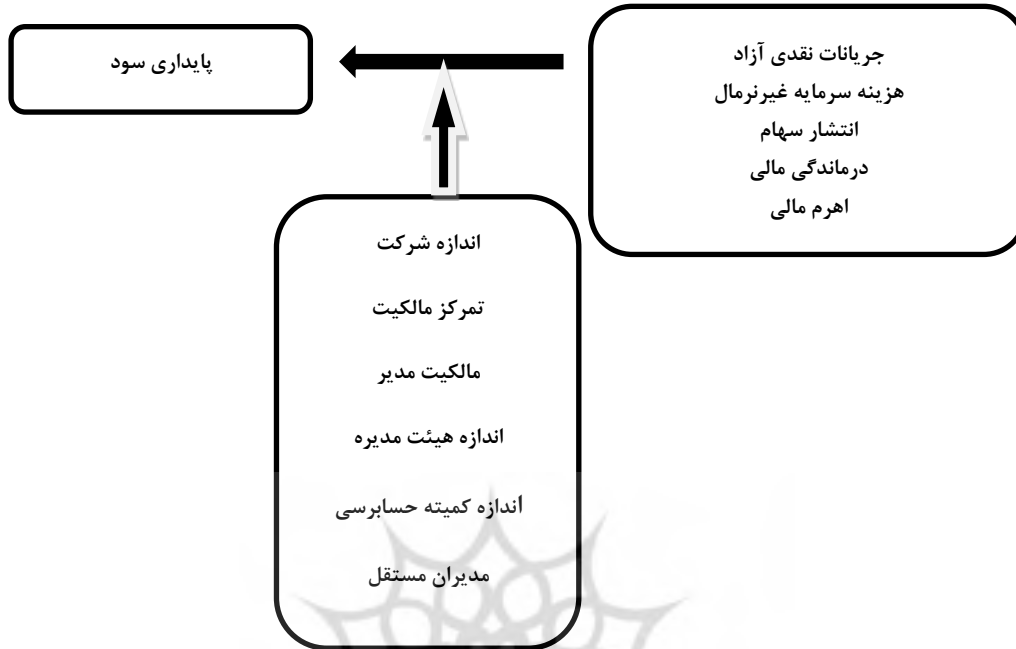 جریانات نقدی آزاد
هزینه سرمایه غیرنرمال
انتشار سهام
درماندگی مالی
اهرم مالی
پایداری سود
اندازه شرکت
تمرکز مالکیت
مالکیت مدیر
اندازه هیئت مدیره
اندازه کمیته حسابرسی
مدیران مستقل